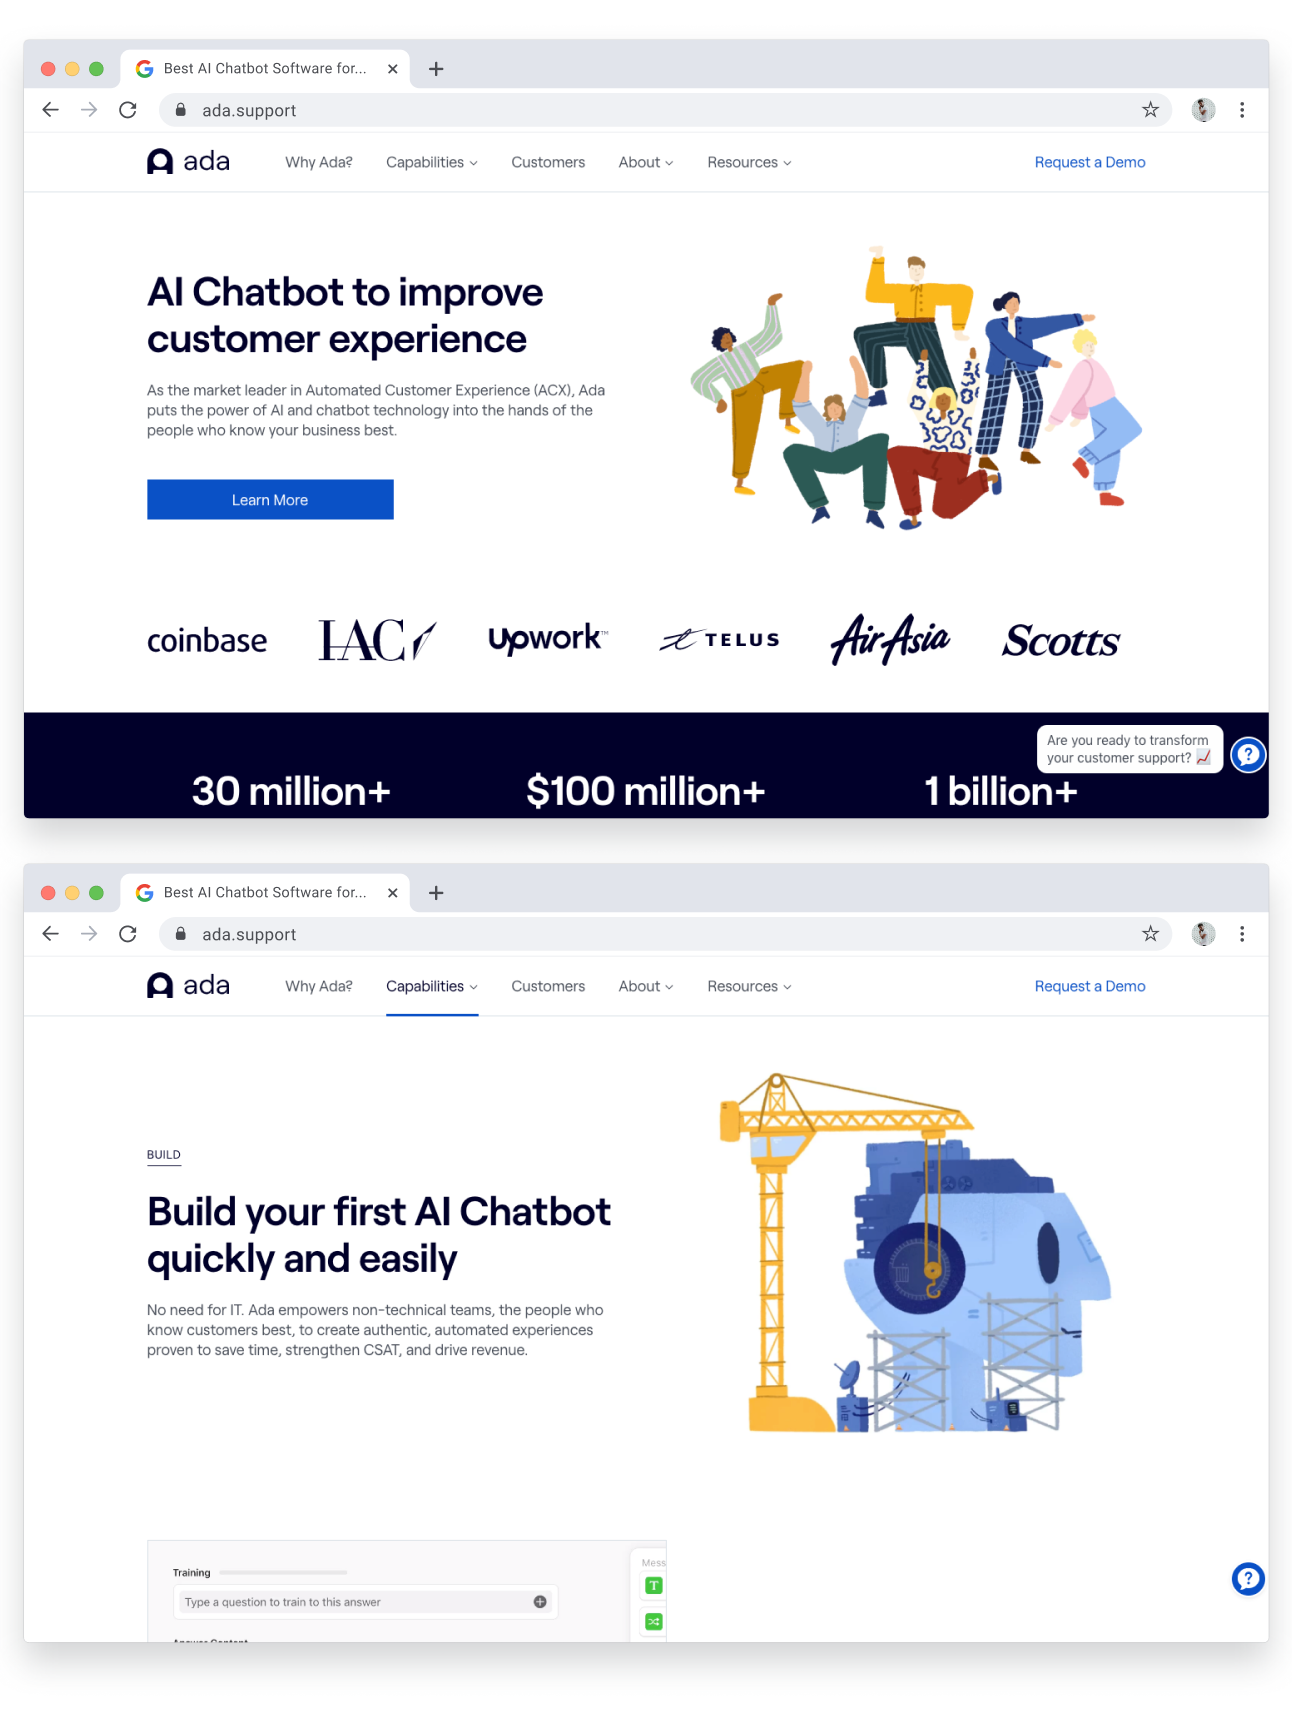 Best AI Chatbot Software for...
ada.support
ada
Why Ada?
Capabilities
Customers
About
Resources
Request a Demo
AI Chatbot to improve
customer experience
As the market leader in Automated Customer Experience (ACX), Ada
puts the power of AI and chatbot technology into the hands of the
people who know your business best.
Learn More
coinbase
IAC
Upwork™
TELUS
AirAsia
Scotts
Are you ready to transform
your customer support? 📈
30 million+
$100 million+
1 billion+
Best AI Chatbot Software for...
ada.support
ada
Why Ada?
Capabilities
Customers
About
Resources
Request a Demo
BUILD
Build your first AI Chatbot
quickly and easily
No need for IT. Ada empowers non-technical teams, the people who
know customers best, to create authentic, automated experiences
proven to save time, strengthen CSAT, and drive revenue.
Training
Type a question to train to this answer
Mess
T
Answer Content